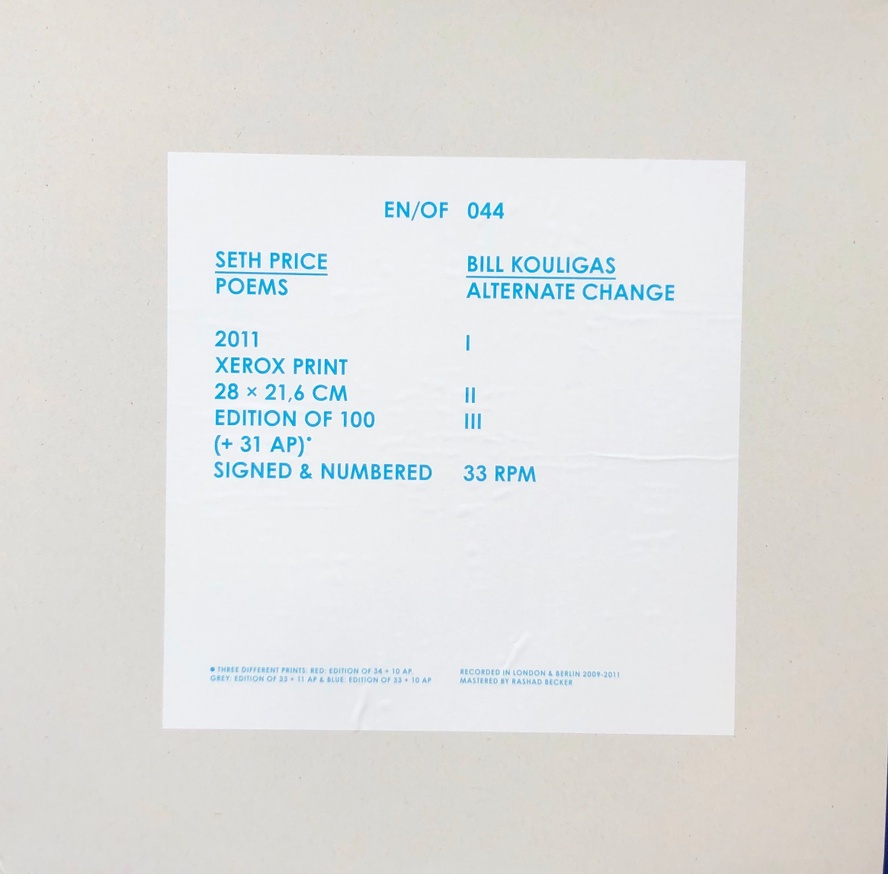 EN/OF 044
SETH PRICE
POEMS
2011
XEROX PRINT
28 × 21,6 CM
EDITION OF 100
(+ 31 AP)•
SIGNED & NUMBERED
BILL KOULIGAS
ALTERNATE CHANGE
I
II
III
33 RPM
• THREE DIFFERENT PRINTS: RED: EDITION OF 34 + 10 AP,
GREY: EDITION OF 33 + 11 AP & BLUE: EDITION OF 33 + 10 AP
RECORDED IN LONDON & BERLIN 2009-2011
MASTERED BY RASHAD BECKER